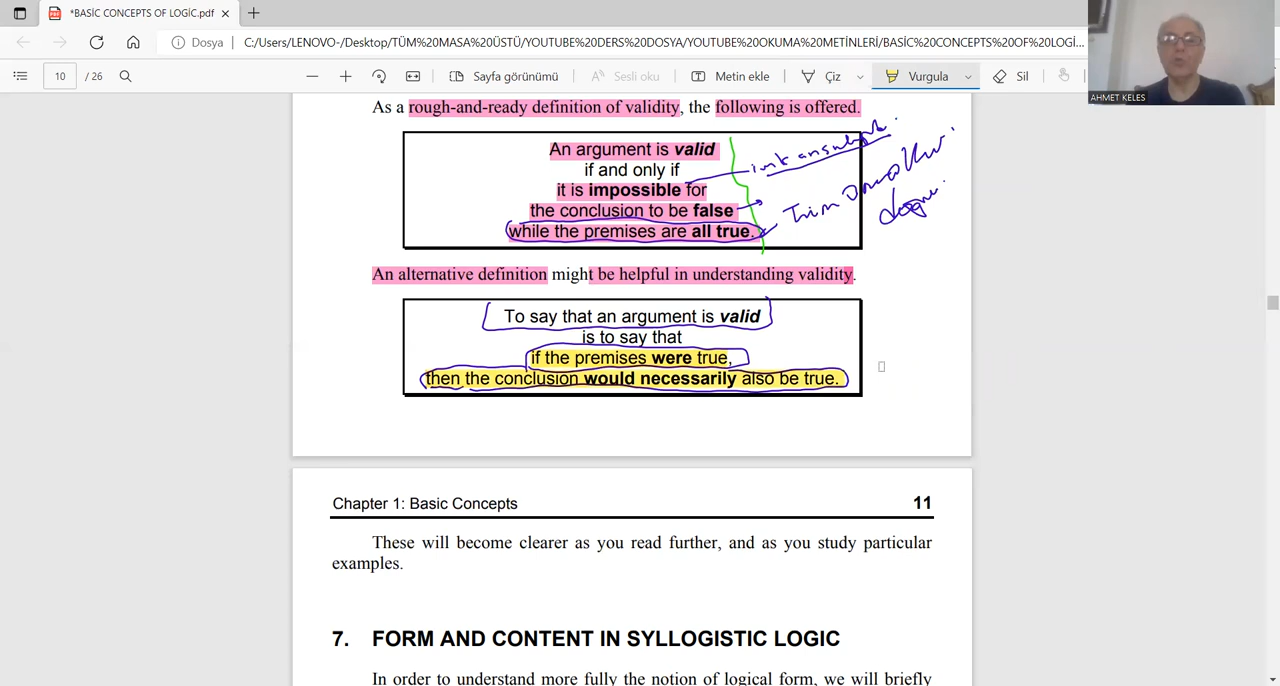 *BASİC CONCEPTS OF LOGİC.pdf
Dosya
C:/Users/LENOVO-/Desktop/TÜM%20MASA%20ÜSTÜ/YOUTUBE%20DERS%20DOSYA/YOUTUBE%20OKUMA%20METİNLERİ/BASİC%20CONCEPTS%20OF%20LOGİ...
10 / 26
Sayfa görünümü
Sesli oku
Metin ekle
Çiz
Vurgula
Sil
AHMET KELES
As a rough-and-ready definition of validity, the following is offered.
An argument is valid
if and only if
it is impossible for
the conclusion to be false
while the premises are all true.
An alternative definition might be helpful in understanding validity.
To say that an argument is valid
is to say that
if the premises were true,
then the conclusion would necessarily also be true.
Chapter 1: Basic Concepts 11
These will become clearer as you read further, and as you study particular
examples.
7. FORM AND CONTENT IN SYLLOGISTIC LOGIC
In order to understand more fully the notion of logical form, we will briefly